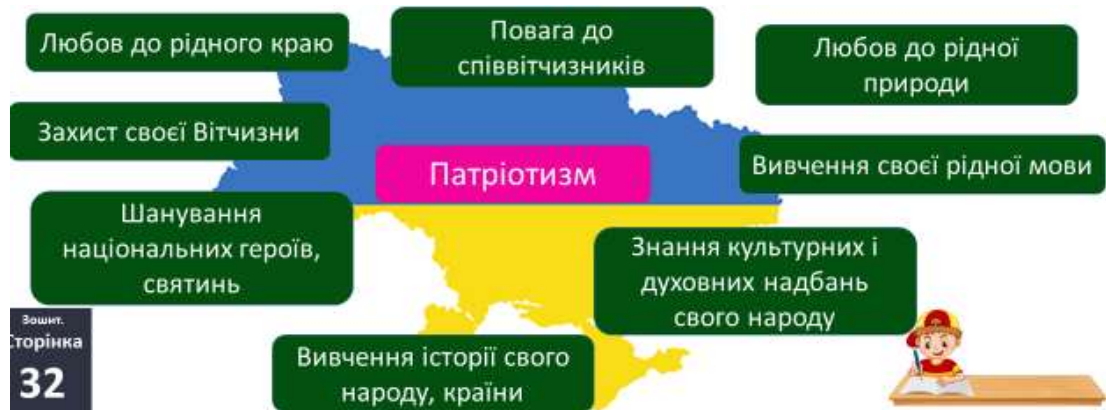 Любов до рідного краю
Повага до
співвітчизників
Любов до рідної
природи
Захист своєї Вітчизни
Патріотизм
Вивчення своєї рідної мови
Шанування
національних героїв,
святинь
Знання культурних і
духовних надбань
свого народу
Вивчення історії свого
народу, країни
Зошит.
Сторінка
32